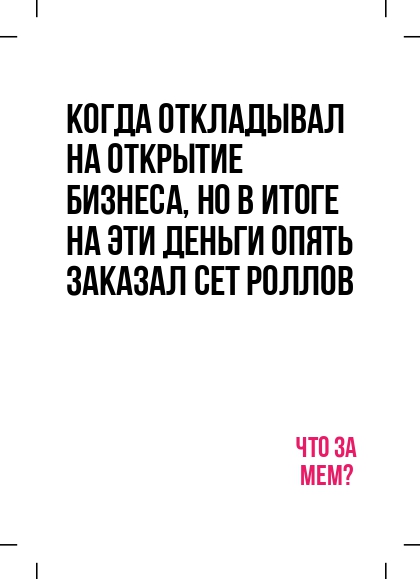 КОГДА ОТКЛАДЫВАЛ
НА ОТКРЫТИЕ
БИЗНЕСА, НО В ИТОГЕ
НА ЭТИ ДЕНЬГИ ОПЯТЬ
ЗАКАЗАЛ СЕТ РОЛЛОВ
ЧТО ЗА
МЕМ?